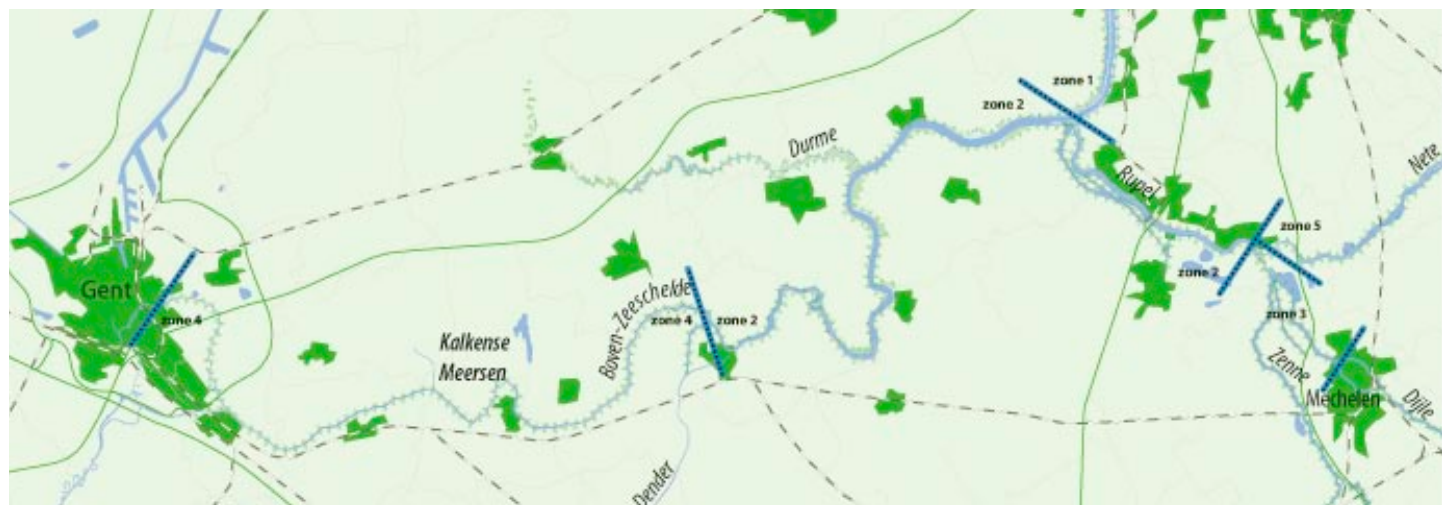 zone 1
zone 2
Durme
Rupel
Nete
zone 5
zone 2
Gent
zone 4
Boven-Zeeschelde
zone 4
zone 2
Kalkense
Meersen
zone 3
Zenne
Mechelen
Dijle
Dender